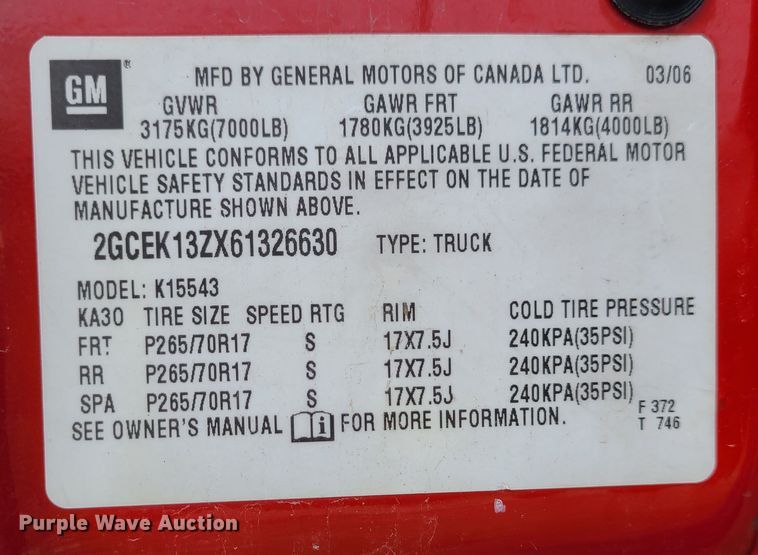 GM®
MFD BY GENERAL MOTORS OF CANADA LTD. 03/06
GVWR GAWR FRT GAWR RR
3175KG(7000LB) 1780KG(3925LB) 1814KG(4000LB)
THIS VEHICLE CONFORMS TO ALL APPLICABLE U.S. FEDERAL MOTOR
VEHICLE SAFETY STANDARDS IN EFFECT ON THE DATE OF
MANUFACTURE SHOWN ABOVE.
2GCEK13ZX61326630 TYPE: TRUCK
MODEL: K15543
KA30 TIRE SIZE SPEED RTG RIM COLD TIRE PRESSURE
FRT P265/70R17 S 17X7.5J 240KPA(35PSI)
RR P265/70R17 S 17X7.5J 240KPA(35PSI)
SPA P265/70R17 S 17X7.5J 240KPA(35PSI)
SEE OWNER'S MANUAL i FOR MORE INFORMATION.
F 372
T 746
Purple Wave Auction